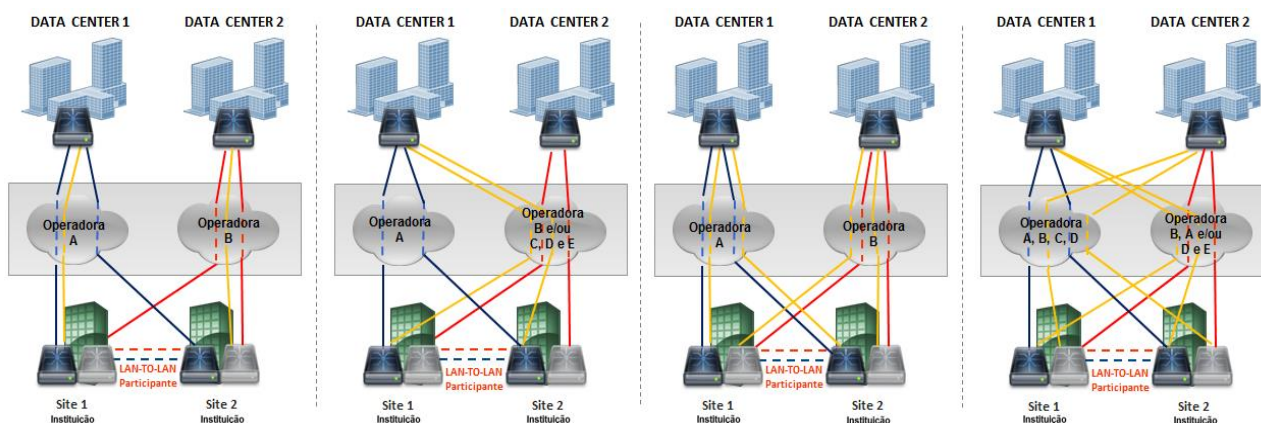 DATA CENTER 1
DATA CENTER 2
Operadora
A
Operadora
B
LAN-TO-LAN
Participante
Site 1
Instituição
Site 2
Instituição
DATA CENTER 1
DATA CENTER 2
Operadora
A
Operadora
B e/ou
C, D e E
LAN-TO-LAN
Participante
Site 1
Instituição
Site 2
Instituição
DATA CENTER 1
DATA CENTER 2
Operadora
A
Operadora
B
LAN-TO-LAN
Participante
Site 1
Instituição
Site 2
Instituição
DATA CENTER 1
DATA CENTER 2
Operadora
A, B, C, D
Operadora
B, A e/ou
D e E
LAN-TO-LAN
Participante
Site 1
Instituição
Site 2
Instituição